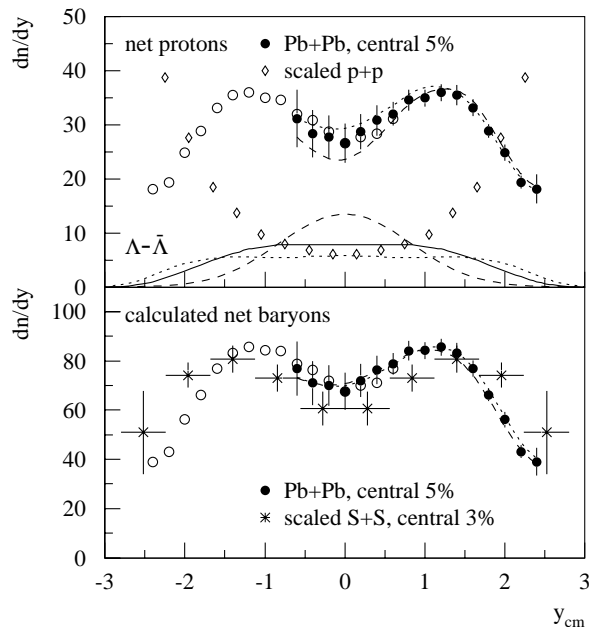 dn/dy
50
40
30
20
10
0
net protons
Pb+Pb, central 5%
scaled p+p
Λ-Λ̄
dn/dy
100
80
60
40
20
0
calculated net baryons
Pb+Pb, central 5%
scaled S+S, central 3%
-3 -2 -1 0 1 2 3
y_cm